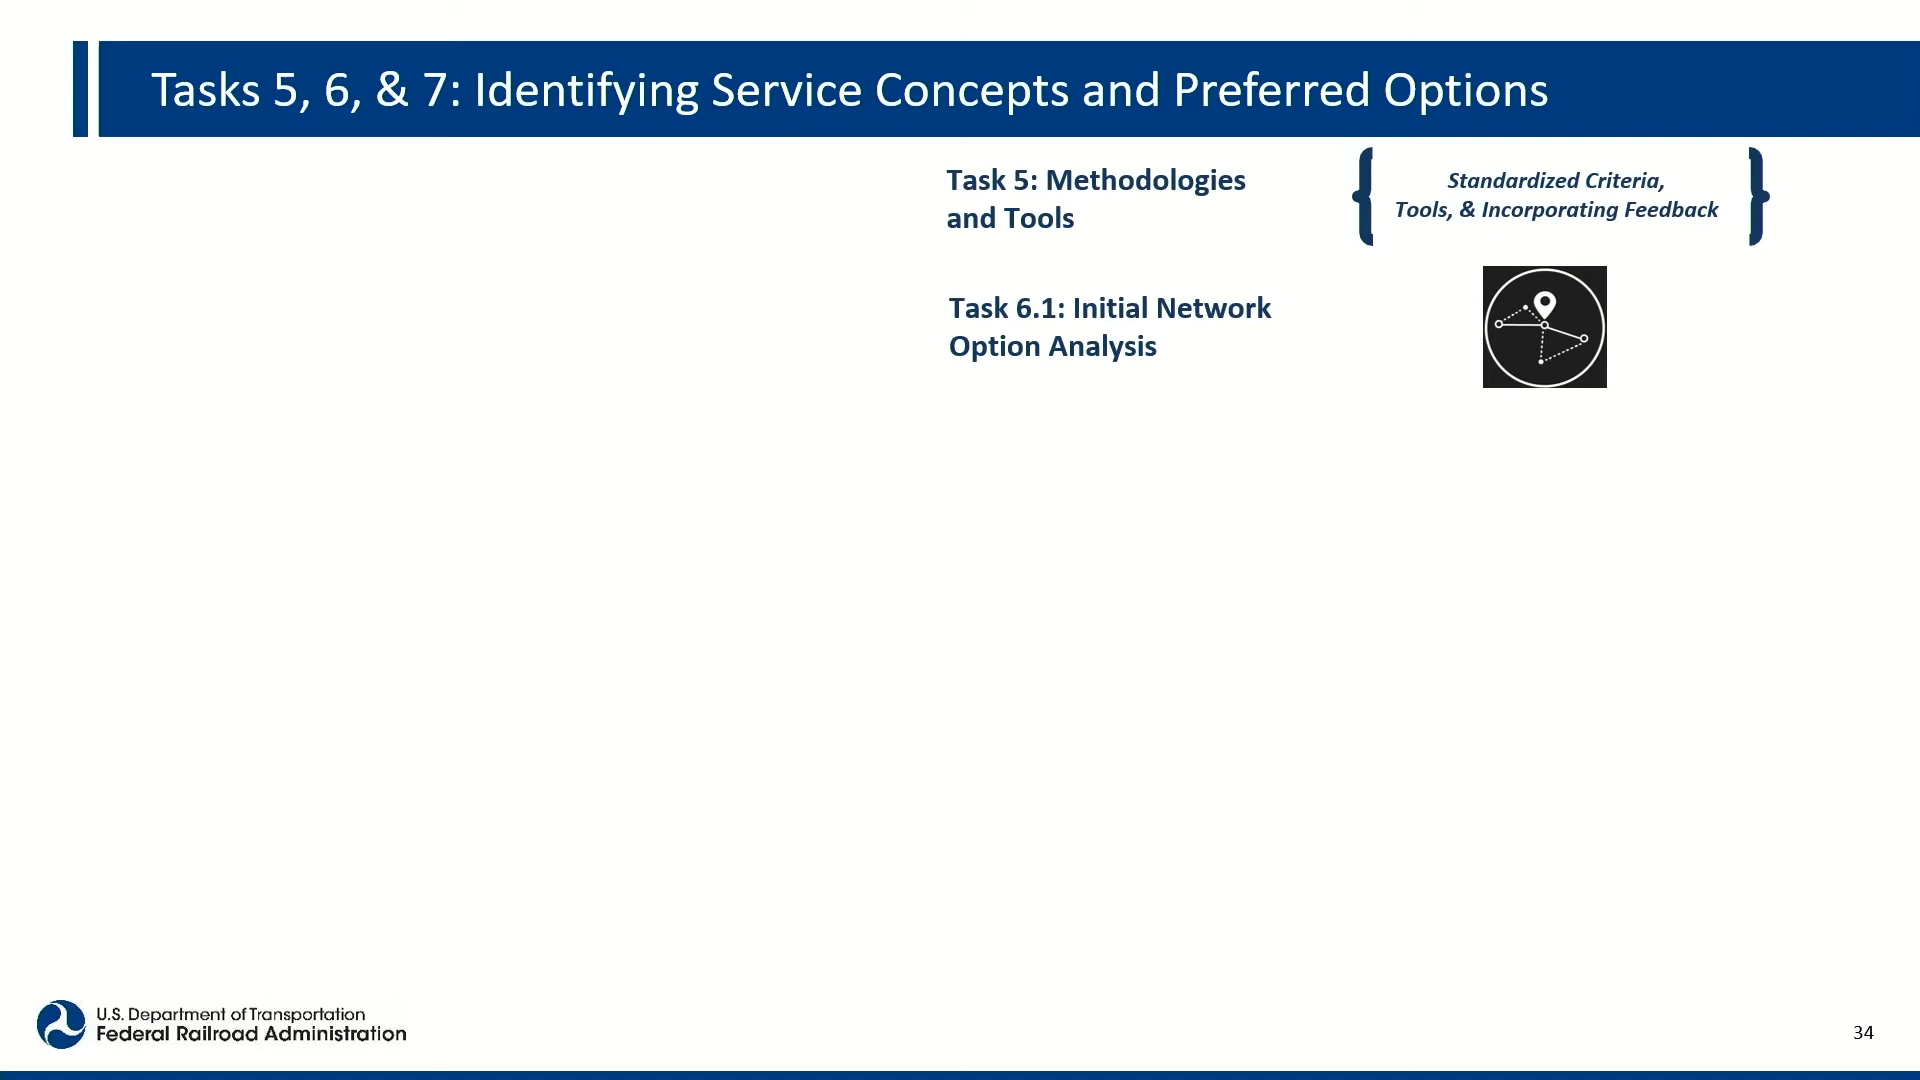 Tasks 5, 6, & 7: Identifying Service Concepts and Preferred Options
Task 5: Methodologies
and Tools
Standardized Criteria,
Tools, & Incorporating Feedback
Task 6.1: Initial Network
Option Analysis
U.S. Department of Transportation
Federal Railroad Administration
34